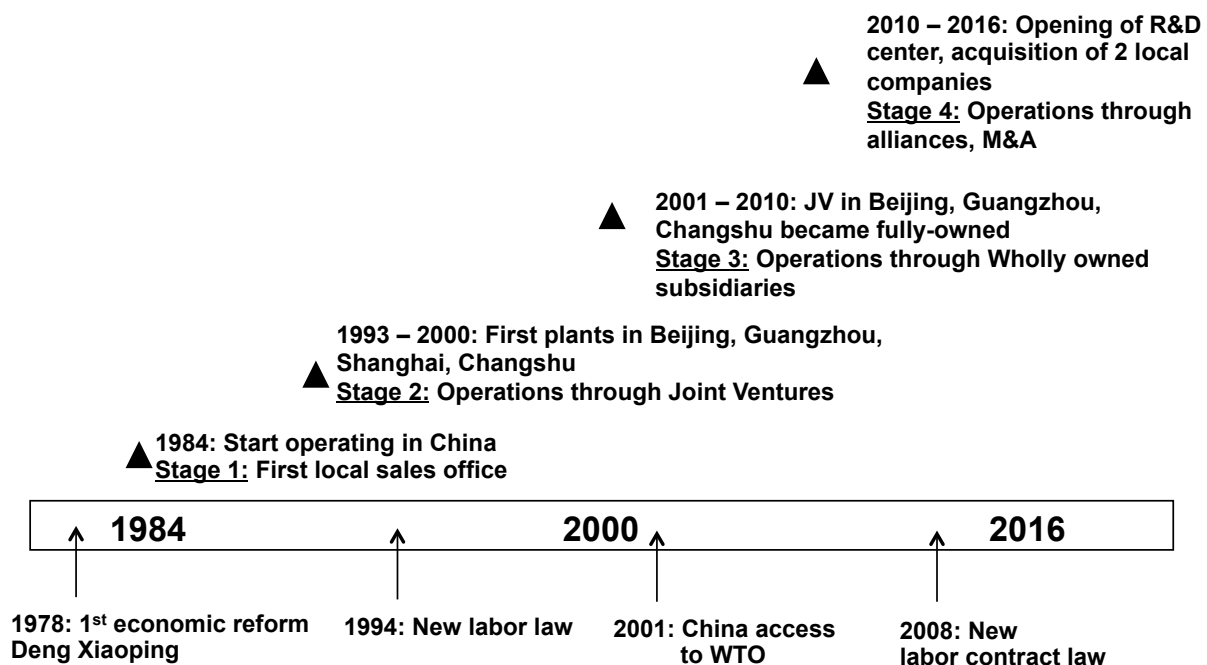 2010 – 2016: Opening of R&D
center, acquisition of 2 local
companies
Stage 4: Operations through
alliances, M&A
2001 – 2010: JV in Beijing, Guangzhou,
Changshu became fully-owned
Stage 3: Operations through Wholly owned
subsidiaries
1993 – 2000: First plants in Beijing, Guangzhou,
Shanghai, Changshu
Stage 2: Operations through Joint Ventures
1984: Start operating in China
Stage 1: First local sales office
1984 2000 2016
1978: 1st economic reform
Deng Xiaoping
1994: New labor law
2001: China access
to WTO
2008: New
labor contract law